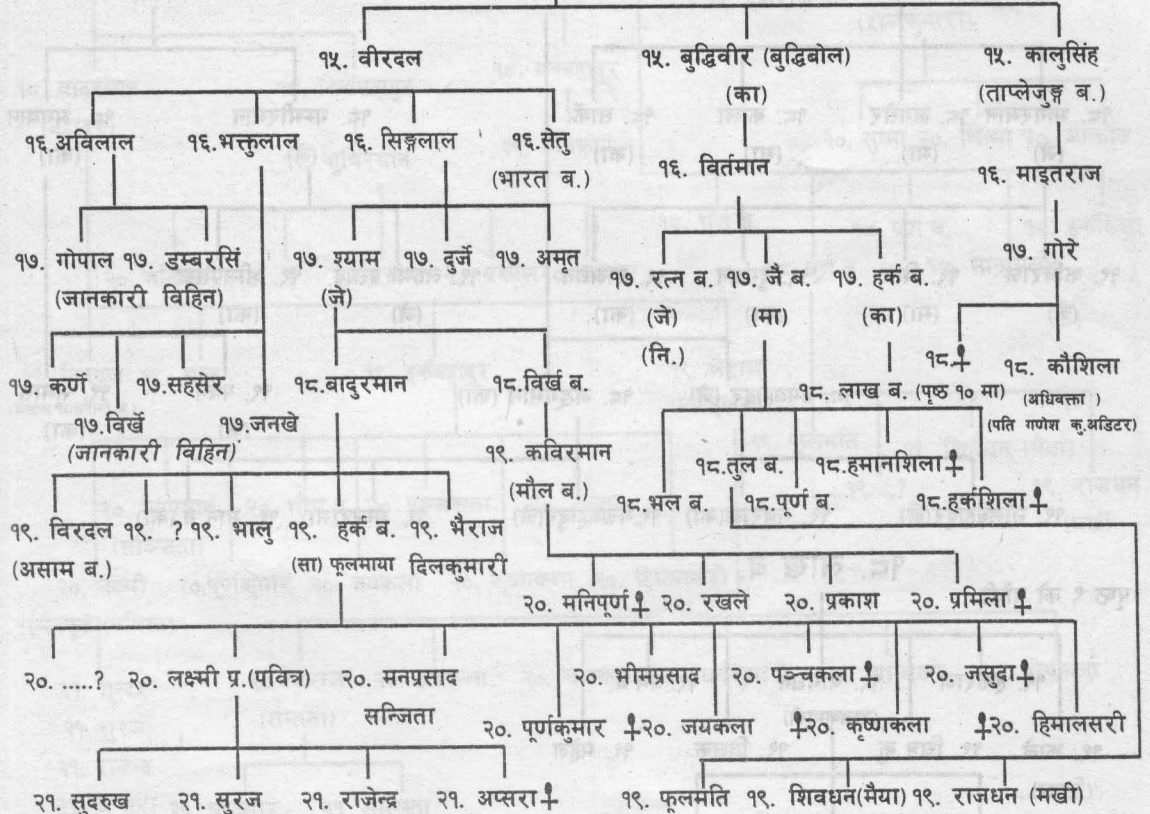 १५. वीरदल १५. बुद्धिवीर (बुद्धिबोल) १५. कालुसिंह
(का) (ताप्लेजुङ्ग ब.)
१६.अविलाल १६.भक्तुलाल १६. सिङ्गलाल १६.सेतु
(भारत ब.) १६. विर्तमान १६. माइतराज
१७. गोपाल १७. डम्बरसिं १७. श्याम १७. दुर्जे १७. अमृत १७. रत्न ब. १७. जै ब. १७. हर्क ब. १७. गोरे
(जानकारी विहिन) (जे) (जे) (मा) (का)
(नि.)
१७. कर्ण १७.सहसेर १८.बादुरमान १८.विर्ख ब. १८. लाख ब. (पृष्ठ १० मा) १८. १८. कौशिला
(अधिवक्ता)
(पति गणेश कु.अडिटर)
१७.विर्ख १७.जनखे
(जानकारी विहिन) १९. कविरमान १८.तुल ब. १८.हमानशिला
(मौल ब.) १८.भल ब. १८ पूर्ण ब. १८.हर्कशिला
१९. विरदल १९. ? १९. भालु १९. हर्क ब. १९. भैराज
(असाम ब.) (सा) फूलमाया दिलकुमारी
२०. मनिपूर्ण २०. रखले २०. प्रकाश २०. प्रमिला
२०. ....? २०. लक्ष्मी प्र.(पवित्र) २०. मनप्रसाद २०. भीमप्रसाद २०. पञ्चकला २०. जसुदा
सन्जिता २०. पूर्णकुमार २०. जयकला २०. कृष्णकला २०. हिमालसरी
२१. सुदरुख २१. सुरज २१. राजेन्द्र २१. अप्सरा १९. फूलमति १९. शिवधन(मैया) १९. राजधन (मखी)